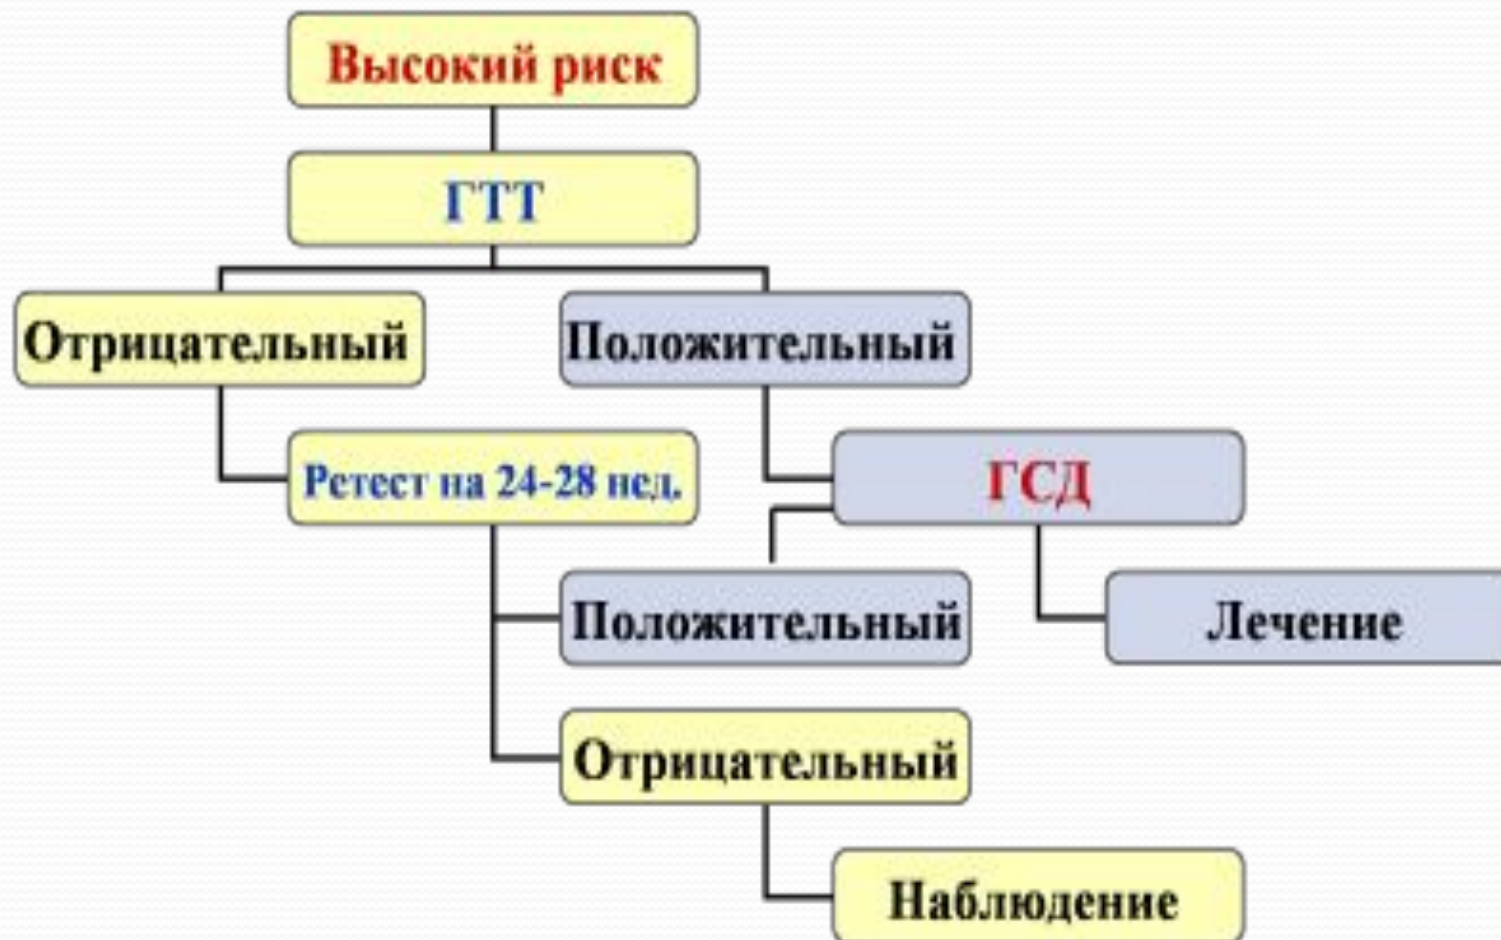 Высокий риск
ГТТ
Отрицательный
Положительный
Ретест на 24-28 нед.
ГСД
Положительный
Лечение
Отрицательный
Наблюдение